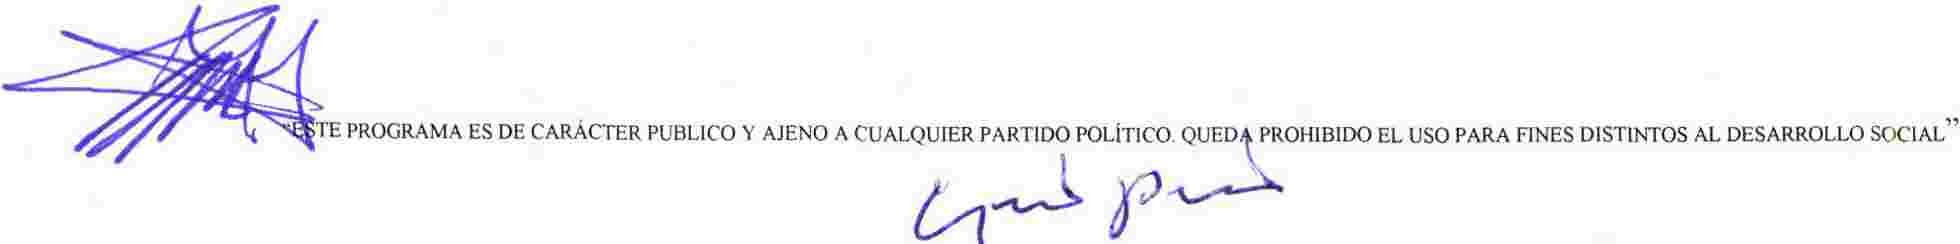 "ESTE PROGRAMA ES DE CARÁCTER PUBLICO Y AJENO A CUALQUIER PARTIDO POLÍTICO. QUEDA PROHIBIDO EL USO PARA FINES DISTINTOS AL DESARROLLO SOCIAL"